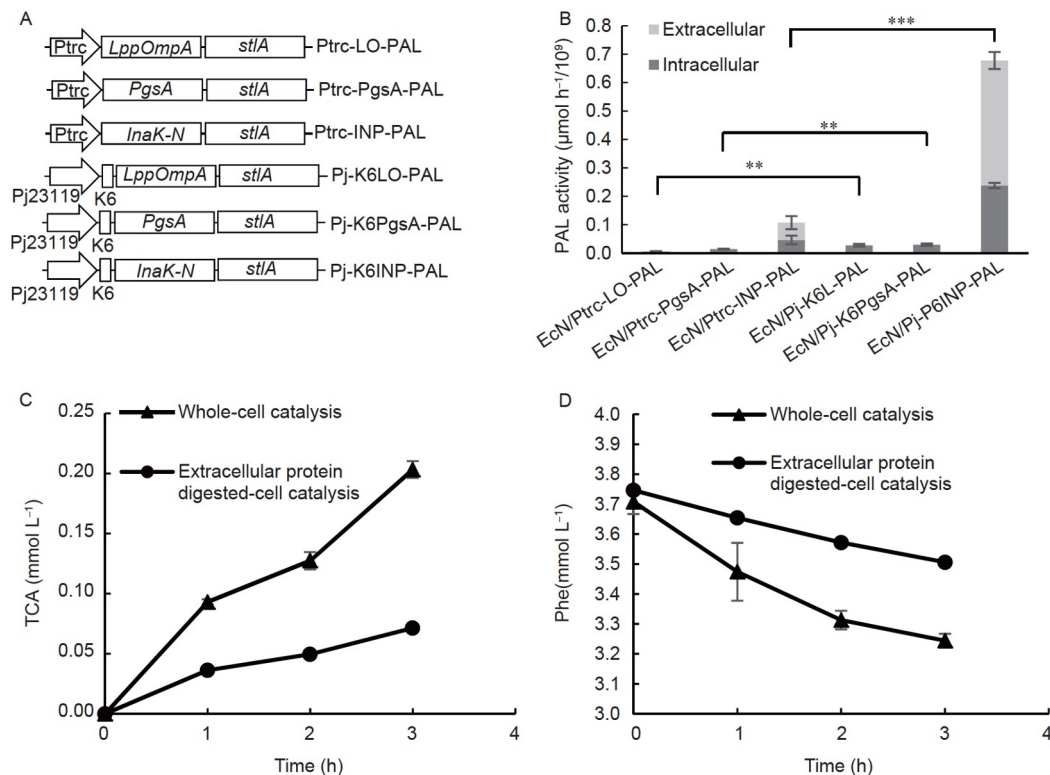 A
Ptrc LppOmpA stlA Ptrc-LO-PAL
Ptrc PgsA stlA Ptrc-PgsA-PAL
Ptrc InaK-N stlA Ptrc-INP-PAL
Pj23119 K6 LppOmpA stlA Pj-K6LO-PAL
Pj23119 K6 PgsA stlA Pj-K6PgsA-PAL
Pj23119 K6 InaK-N stlA Pj-K6INP-PAL
B
PAL activity (μmol h⁻¹/10⁹)
0.8
0.7
0.6
0.5
0.4
0.3
0.2
0.1
0.0
Extracellular
Intracellular
***
**
**
EcN/Ptrc-LO-PAL
EcN/Ptrc-PgsA-PAL
EcN/Ptrc-INP-PAL
EcN/Pj-K6L-PAL
EcN/Pj-K6PgsA-PAL
EcN/Pj-P6INP-PAL
C
TCA (mmol L⁻¹)
0.25
0.20
0.15
0.10
0.05
0.00
Whole-cell catalysis
Extracellular protein
digested-cell catalysis
0 1 2 3 4
Time (h)
D
Phe(mmol L⁻¹)
4.0
3.9
3.8
3.7
3.6
3.5
3.4
3.3
3.2
3.1
3.0
Whole-cell catalysis
Extracellular protein
digested-cell catalysis
0 1 2 3 4
Time (h)